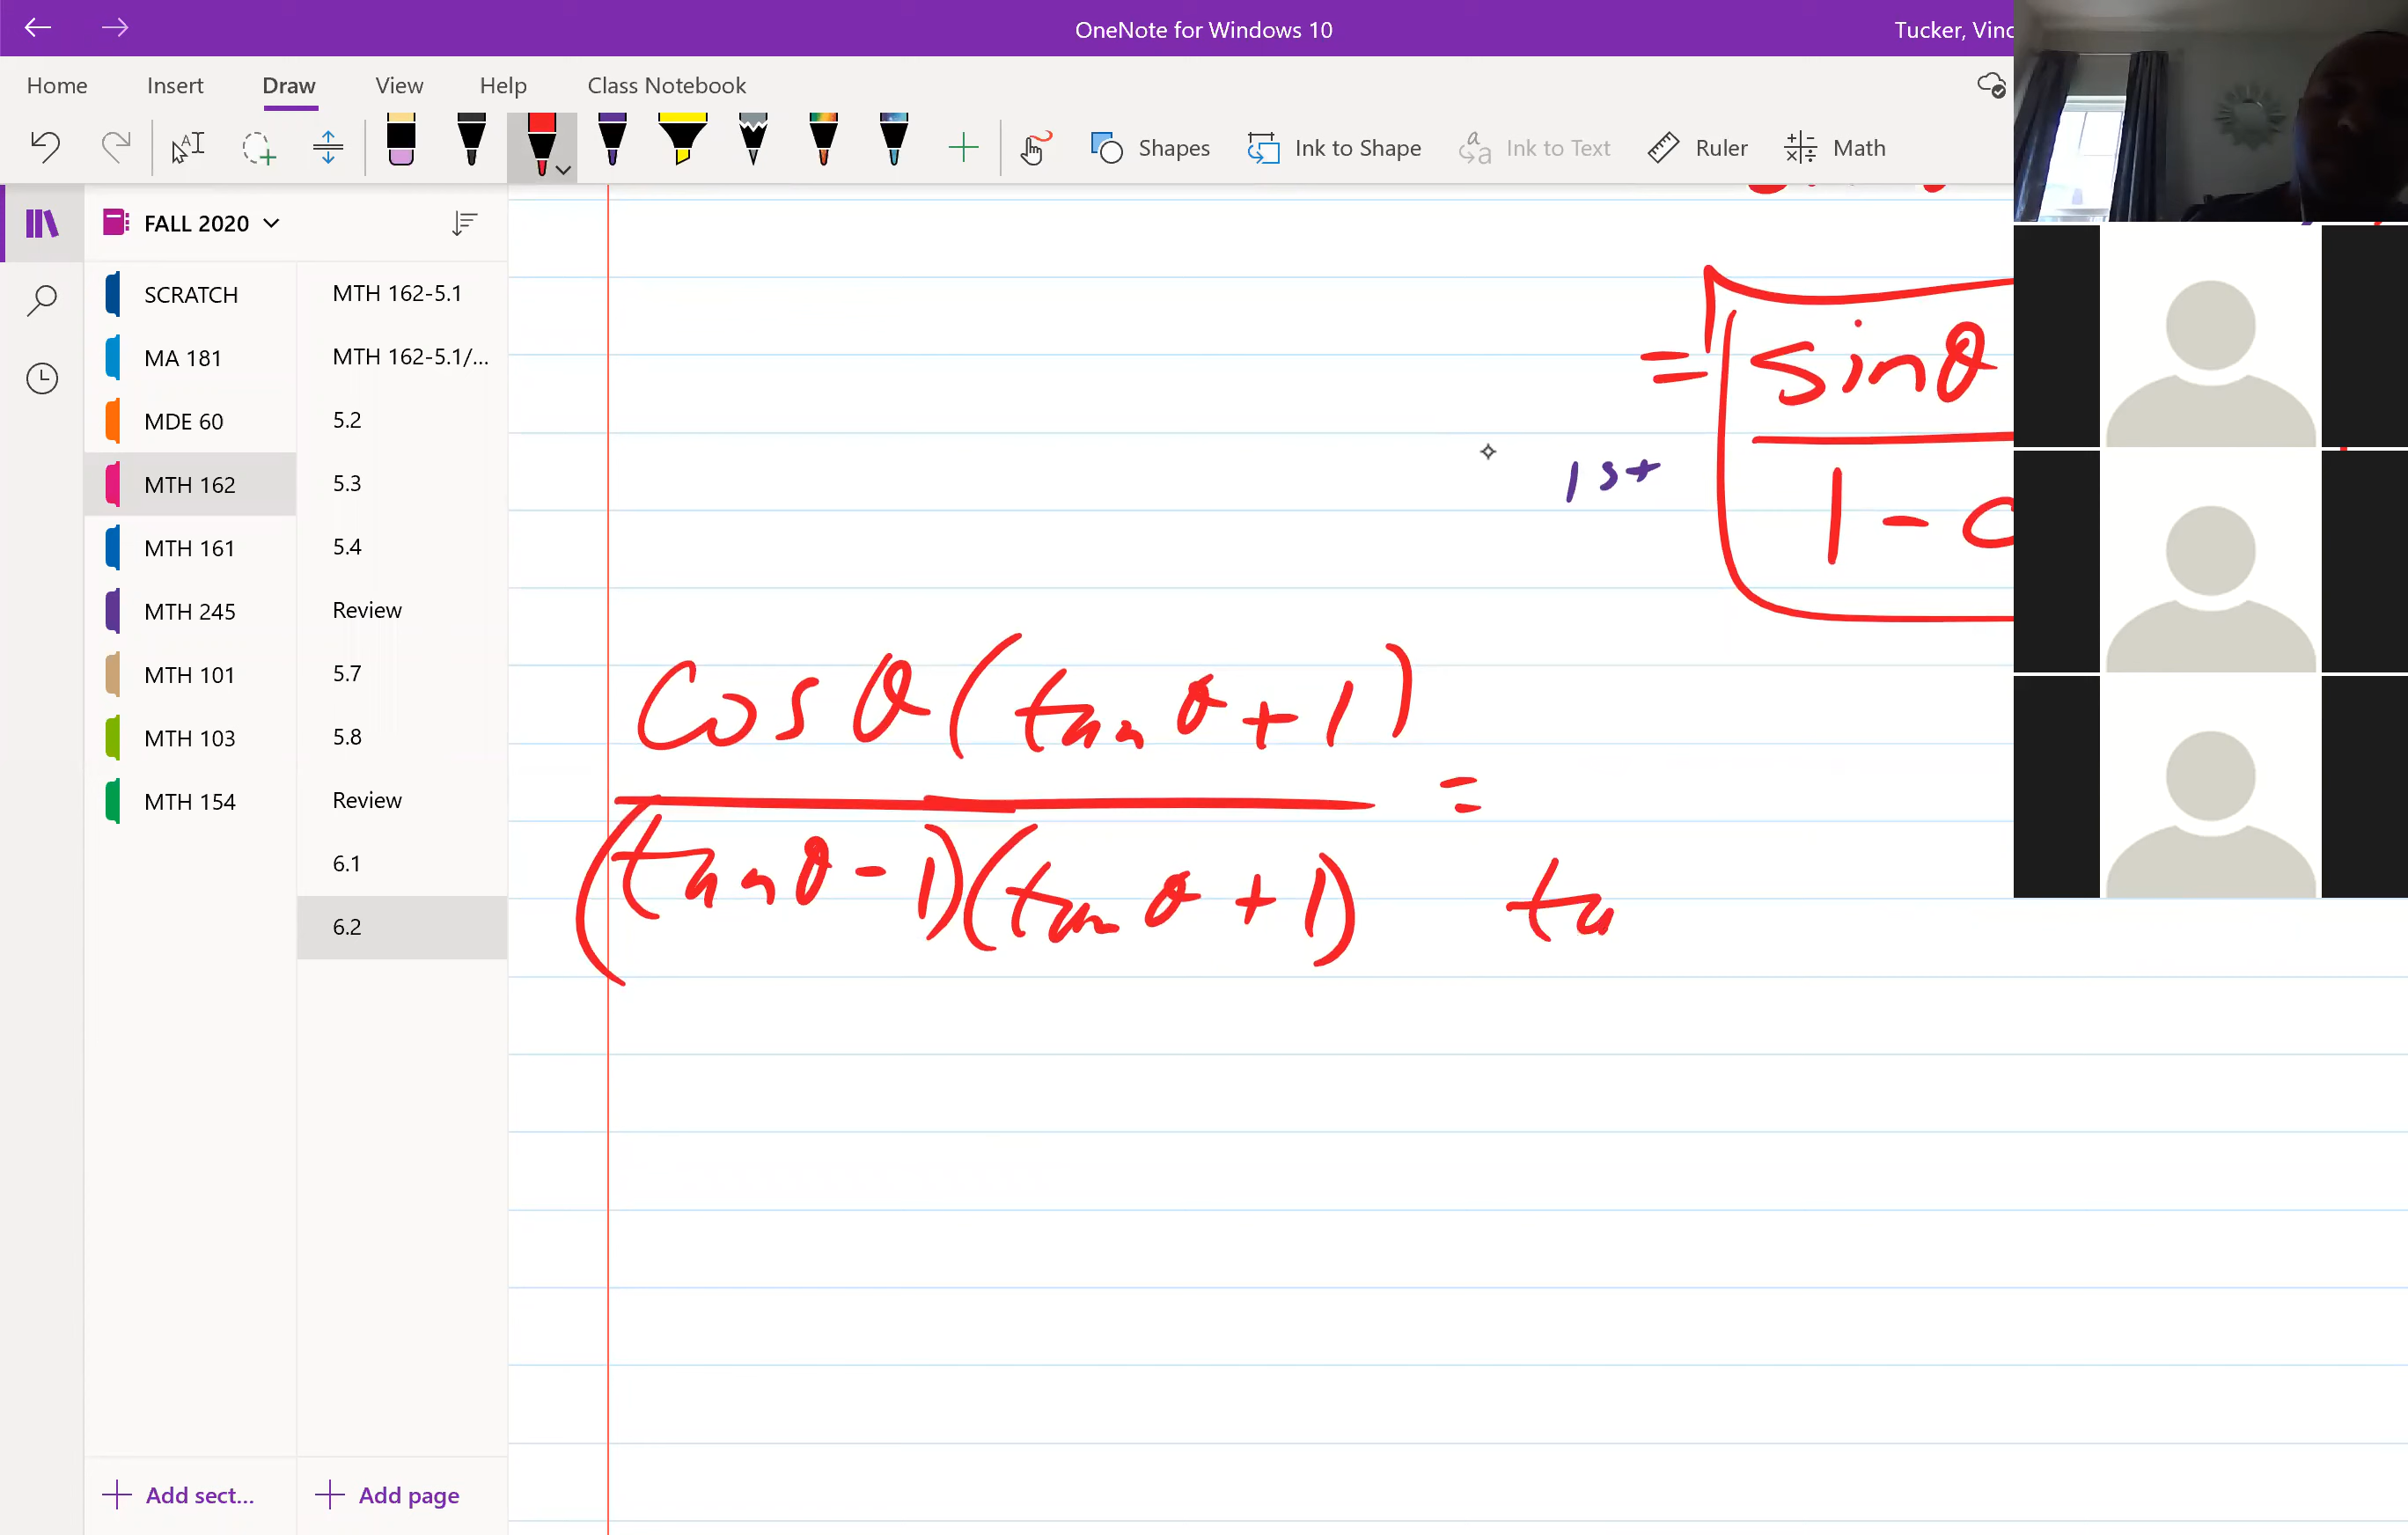 OneNote for Windows 10
Tucker, Vinc
Home Insert Draw View Help Class Notebook
Shapes Ink to Shape Ink to Text Ruler Math
FALL 2020
SCRATCH
MA 181
MDE 60
MTH 162
MTH 161
MTH 245
MTH 101
MTH 103
MTH 154
MTH 162-5.1
MTH 162-5.1/...
5.2
5.3
5.4
Review
5.7
5.8
Review
6.1
6.2
Add sect...
Add page
= sinθ
1st
1 - c
Cos θ (tan θ + 1)
(tan θ - 1)(tan θ + 1)
=
ta